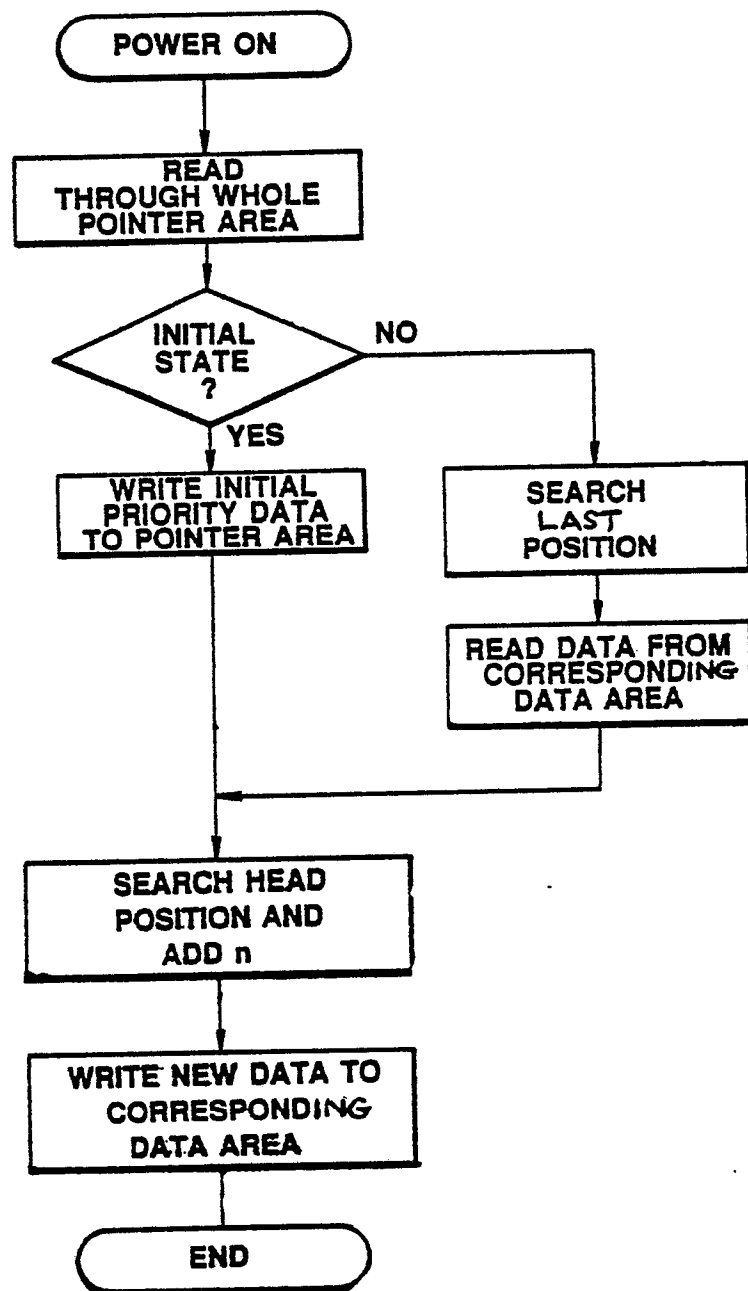 POWER ON
READ
THROUGH WHOLE
POINTER AREA
INITIAL
STATE
?
NO
YES
WRITE INITIAL
PRIORITY DATA
TO POINTER AREA
SEARCH
LAST
POSITION
READ DATA FROM
CORRESPONDING
DATA AREA
SEARCH HEAD
POSITION AND
ADD n
WRITE NEW DATA TO
CORRESPONDING
DATA AREA
END